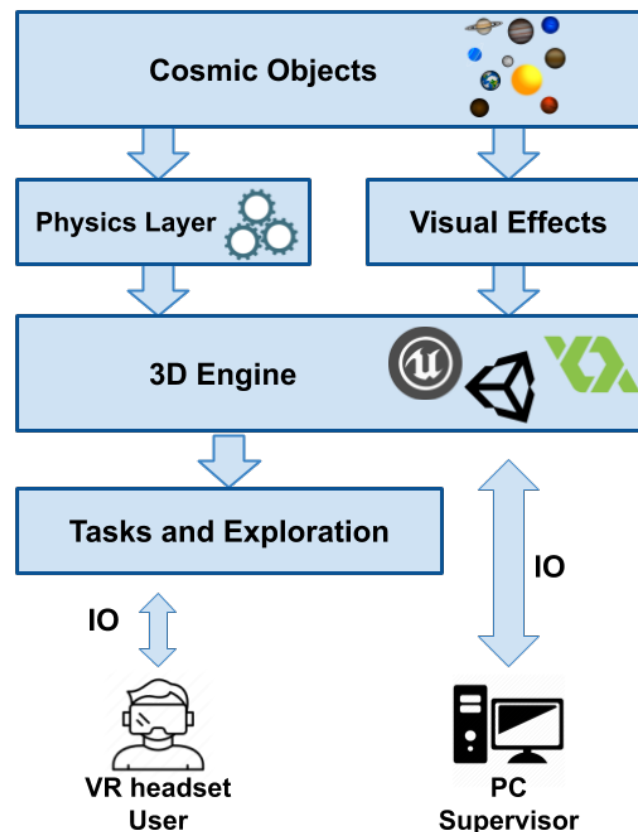 Cosmic Objects
Physics Layer
Visual Effects
3D Engine
Tasks and Exploration
IO
IO
VR headset
User
PC
Supervisor